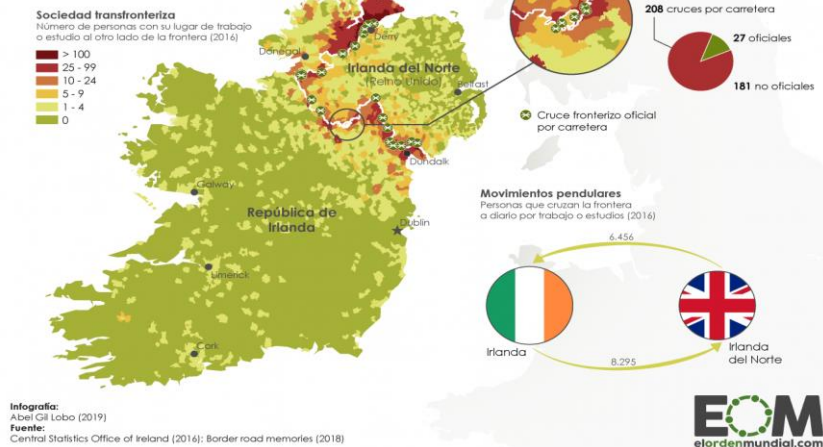 Sociedad transfronteriza
Número de personas con su lugar de trabajo
o estudio al otro lado de la frontera (2016)
> 100
25 - 99
10 - 24
5 - 9
1 - 4
0
Donegal
Derry
Irlanda del Norte
(Reino Unido)
Belfast
Dundalk
Galway
República de
Irlanda
Dublín
Limerick
Cork
208 cruces por carretera
27 oficiales
181 no oficiales
Cruce fronterizo oficial
por carretera
Movimientos pendulares
Personas que cruzan la frontera
a diario por trabajo o estudios (2016)
6.456
Irlanda
Irlanda
del Norte
8.295
Infografía:
Abel Gil Lobo (2019)
Fuente:
Central Statistics Office of Ireland (2016); Border road memories (2018)
EOM
elordenmundial.com